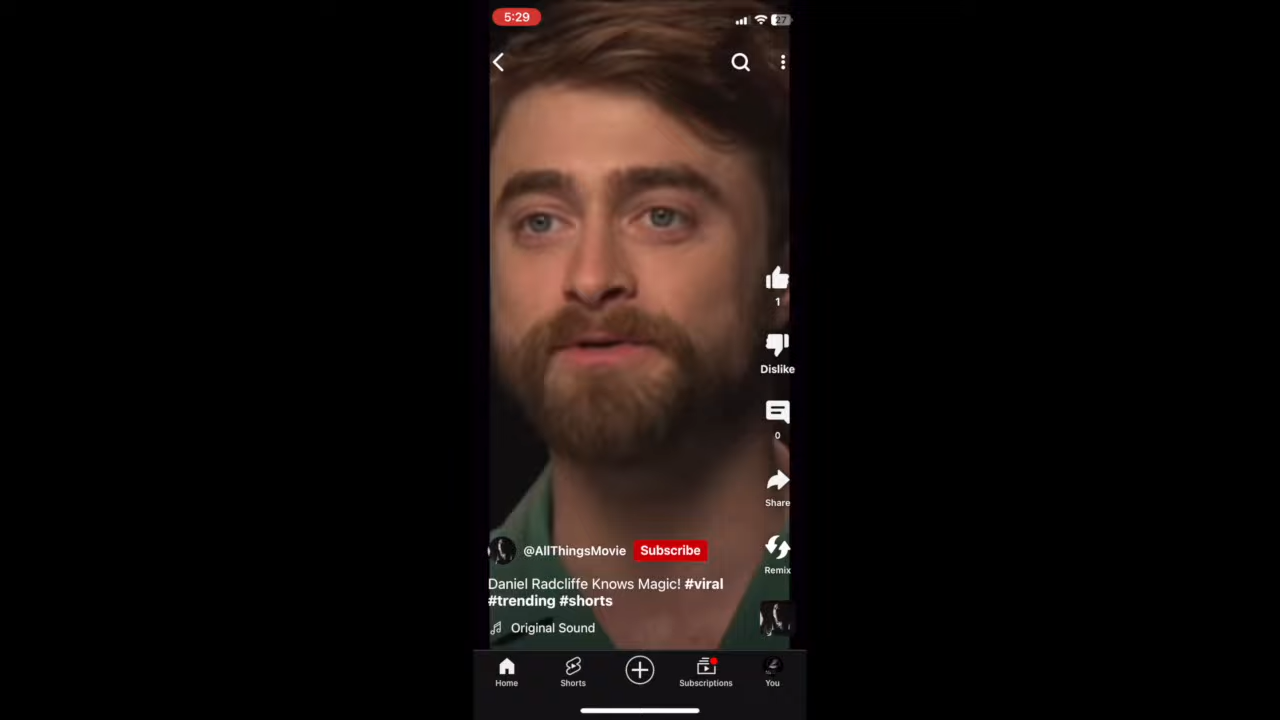 5:29
27
1
Dislike
0
Share
@AllThingsMovie Subscribe
Remix
Daniel Radcliffe Knows Magic! #viral
#trending #shorts
Original Sound
Home Shorts Subscriptions You